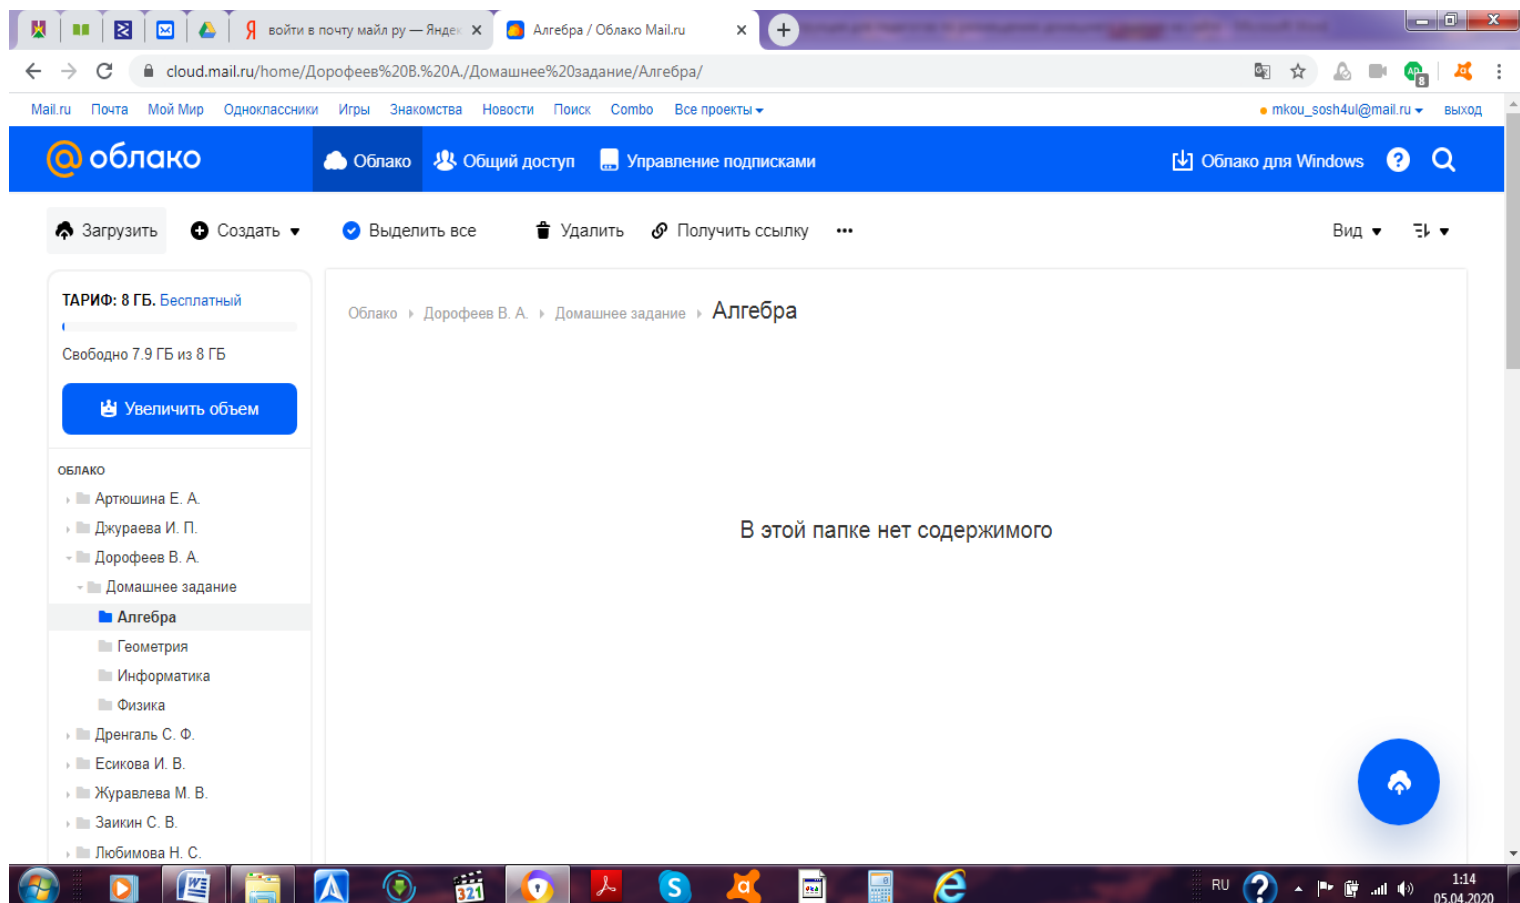 войти в почту майл ру — Яндек
Алгебра / Облако Mail.ru
cloud.mail.ru/home/Дорофеев%20В.%20А./Домашнее%20задание/Алгебра/
Mail.ru Почта Мой Мир Одноклассники Игры Знакомства Новости Поиск Combo Все проекты mkou_sosh4ul@mail.ru выход
облако Облако Общий доступ Управление подписками Облако для Windows
Загрузить Создать Выделить все Удалить Получить ссылку Вид
ТАРИФ: 8 ГБ. Бесплатный
Свободно 7.9 ГБ из 8 ГБ
Увеличить объем
Облако Дорофеев В. А. Домашнее задание Алгебра
В этой папке нет содержимого
ОБЛАКО
Артюшина Е. А.
Джураева И. П.
Дорофеев В. А.
Домашнее задание
Алгебра
Геометрия
Информатика
Физика
Дренгаль С. Ф.
Есикова И. В.
Журавлева М. В.
Заикин С. В.
Любимова Н. С.
321
RU
1:14
05.04.2020